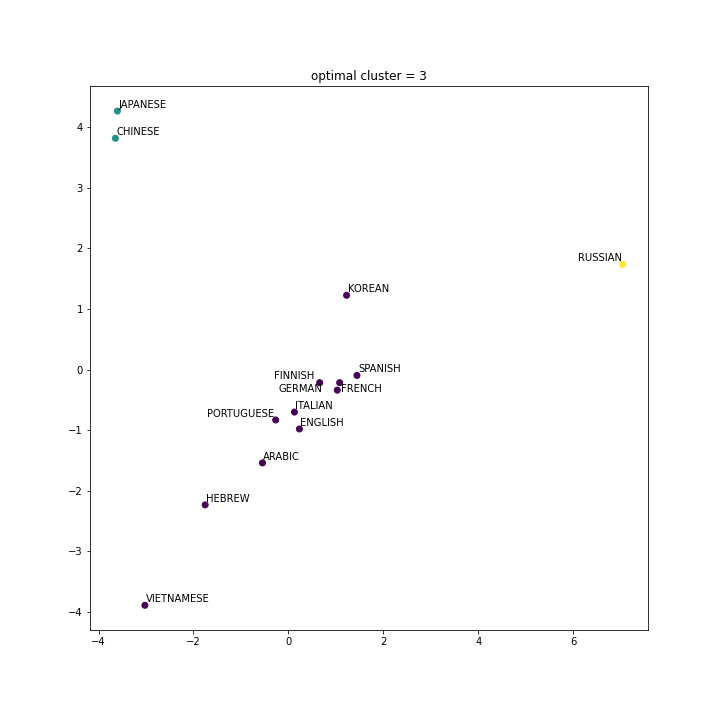 optimal cluster = 3
JAPANESE
4
CHINESE
3
2
RUSSIAN
KOREAN
1
0
SPANISH
FINNISH
GERMAN
FRENCH
ITALIAN
PORTUGUESE
ENGLISH
−1
ARABIC
−2
HEBREW
−3
VIETNAMESE
−4
−4 −2 0 2 4 6